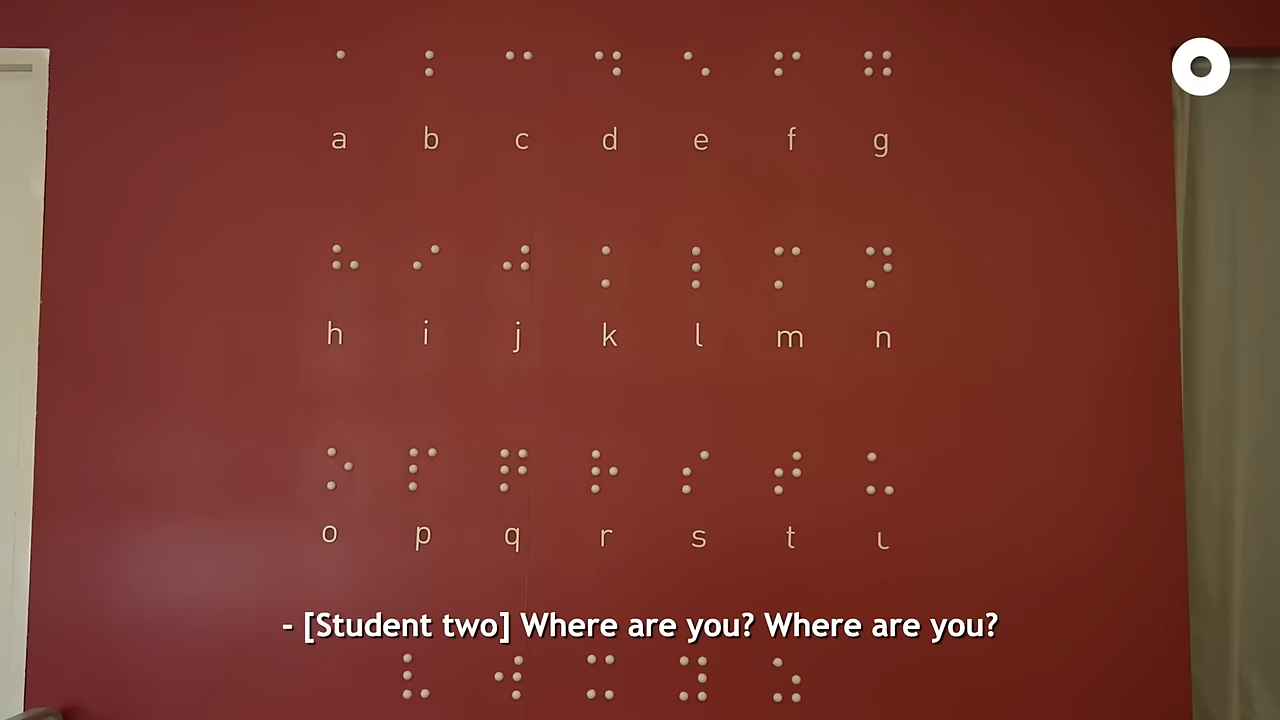 ⠁ ⠃ ⠉ ⠙ ⠑ ⠋ ⠛
a b c d e f g
⠓ ⠊ ⠚ ⠅ ⠇ ⠍ ⠝
h i j k l m n
⠕ ⠏ ⠟ ⠗ ⠎ ⠞ ⠥
o p q r s t ι
- [Student two] Where are you? Where are you?
⠧ ⠺ ⠭ ⠽ ⠵